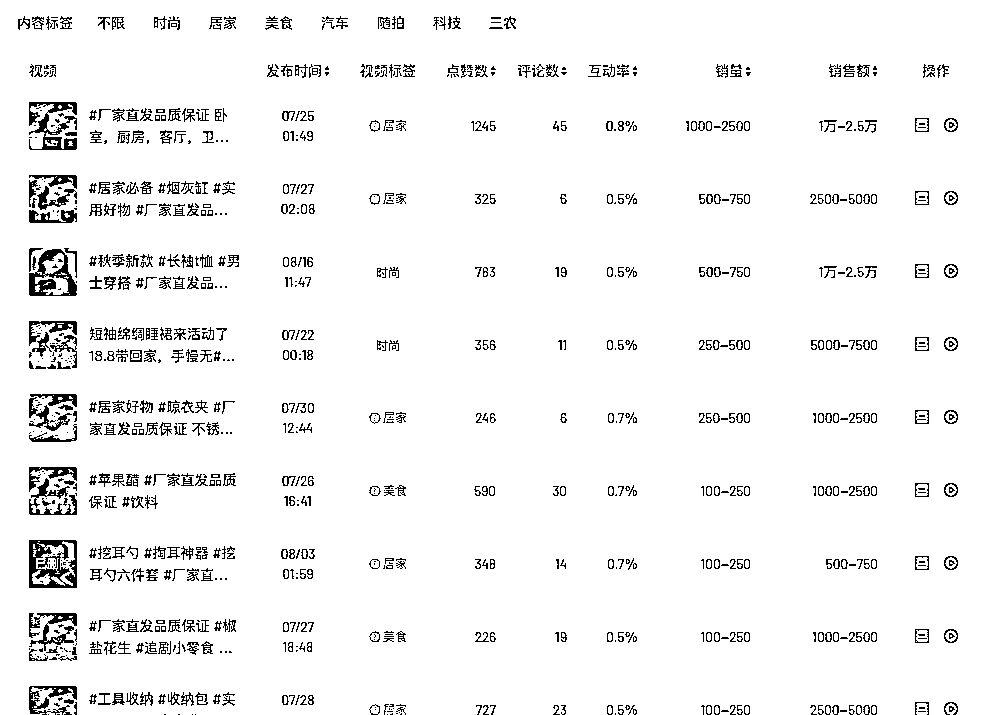 内容标签 不限 时尚 居家 美食 汽车 随拍 科技 三农
视频 发布时间 视频标签 点赞数 评论数 互动率 销量 销售额 操作
#厂家直发品质保证 卧 07/25
居家 1245 45 0.8% 1000-2500 1万-2.5万
室，厨房，客厅，卫... 01:49
#居家必备 #烟灰缸 #实 07/27
居家 325 6 0.5% 500-750 2500-5000
用好物 #厂家直发品... 02:08
#秋季新款 #长袖t恤 #男 08/16
时尚 763 19 0.5% 500-750 1万-2.5万
士穿搭 #厂家直发品... 11:47
短袖绵绸睡裙来活动了 07/22
时尚 356 11 0.5% 250-500 5000-7500
18.8带回家，手慢无#... 00:18
#居家好物 #晾衣夹 #厂 07/30
居家 246 6 0.7% 250-500 1000-2500
家直发品质保证 不锈... 12:44
#苹果醋 #厂家直发品质 07/26
美食 590 30 0.7% 100-250 1000-2500
保证 #饮料 16:41
#挖耳勺 #掏耳神器 #挖 08/03
已删除 居家 348 14 0.7% 100-250 500-750
耳勺六件套 #厂家直... 01:59
#厂家直发品质保证 #椒 07/27
美食 226 19 0.5% 100-250 1000-2500
盐花生 #追剧小零食 ... 18:48
#工具收纳 #收纳包 #实 07/28
居家 727 23 0.5% 100-250 2500-5000